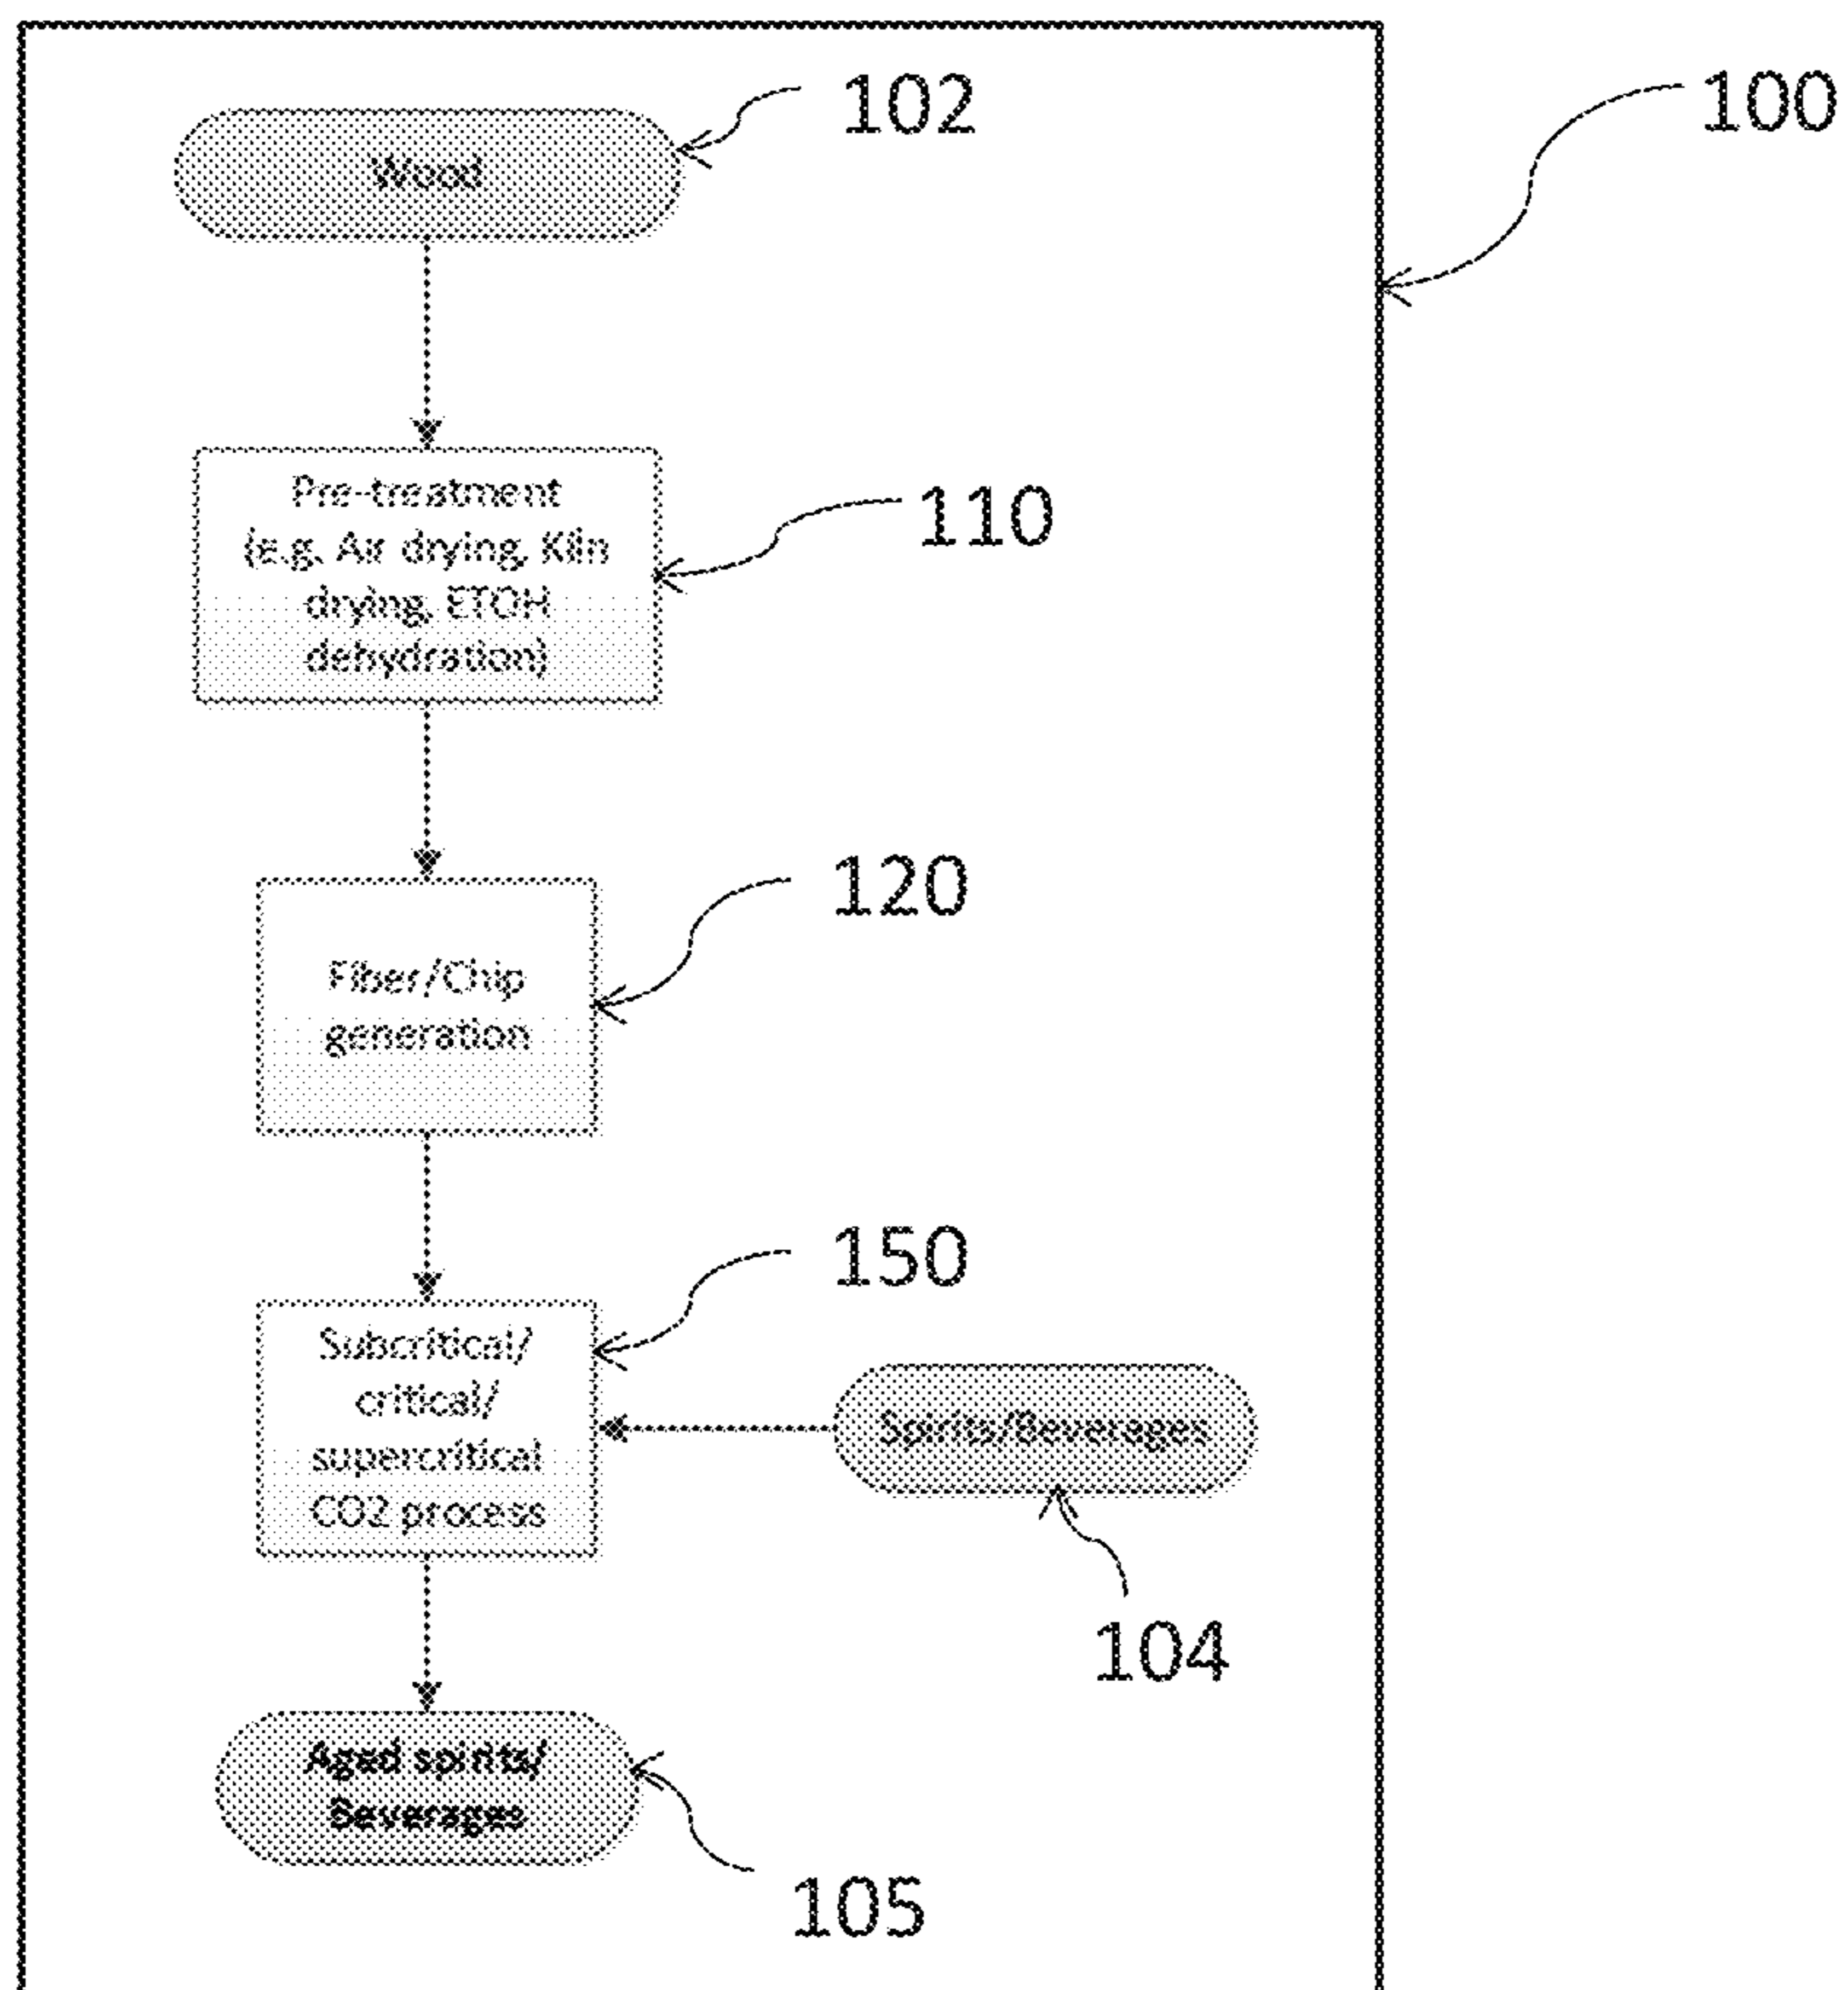 Wood
102
100
Pre-treatment
(e.g. Air drying, Kiln
drying, ETOH
dehydration)
110
Fiber/Chip
generation
120
Subcritical/
critical/
supercritical
CO2 process
150
Spirits/Beverages
104
Aged spirits/
Beverages
105